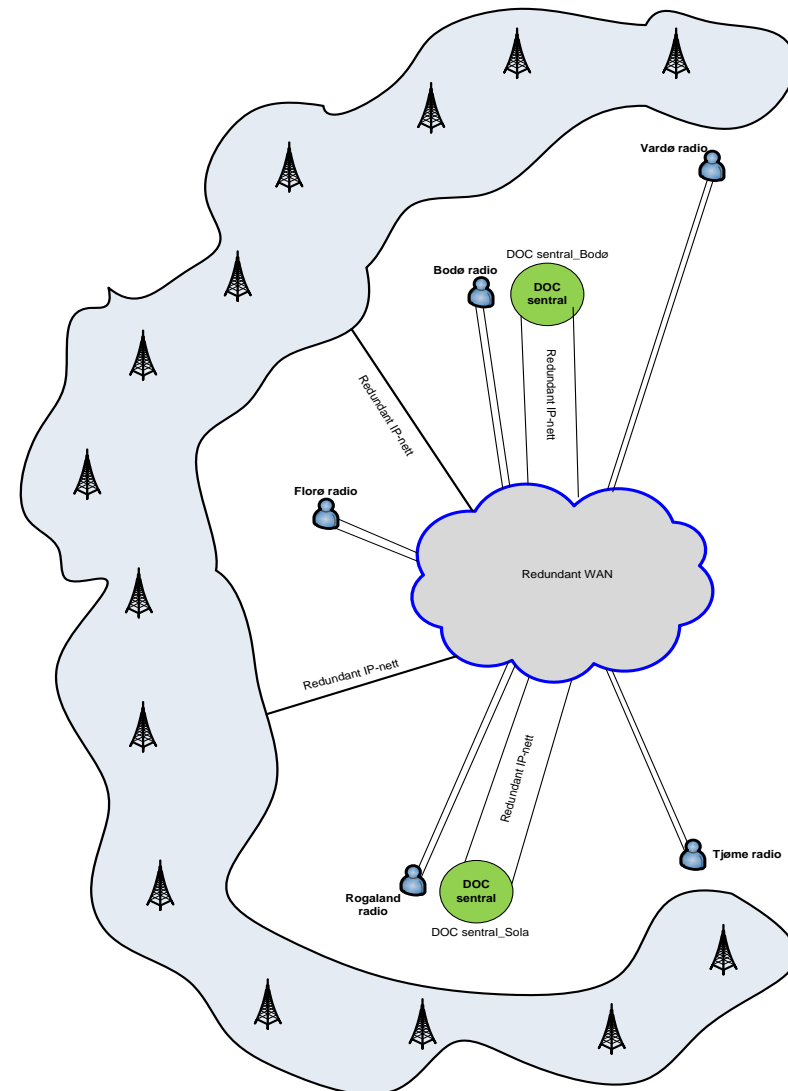 Vardø radio
DOC sentral_Bodø
Bodø radio
DOC
sentral
Redundant IP-nett
Redundant IP-nett
Florø radio
Redundant WAN
Redundant IP-nett
Redundant IP-nett
Tjøme radio
Rogaland
radio
DOC
sentral
DOC sentral_Sola